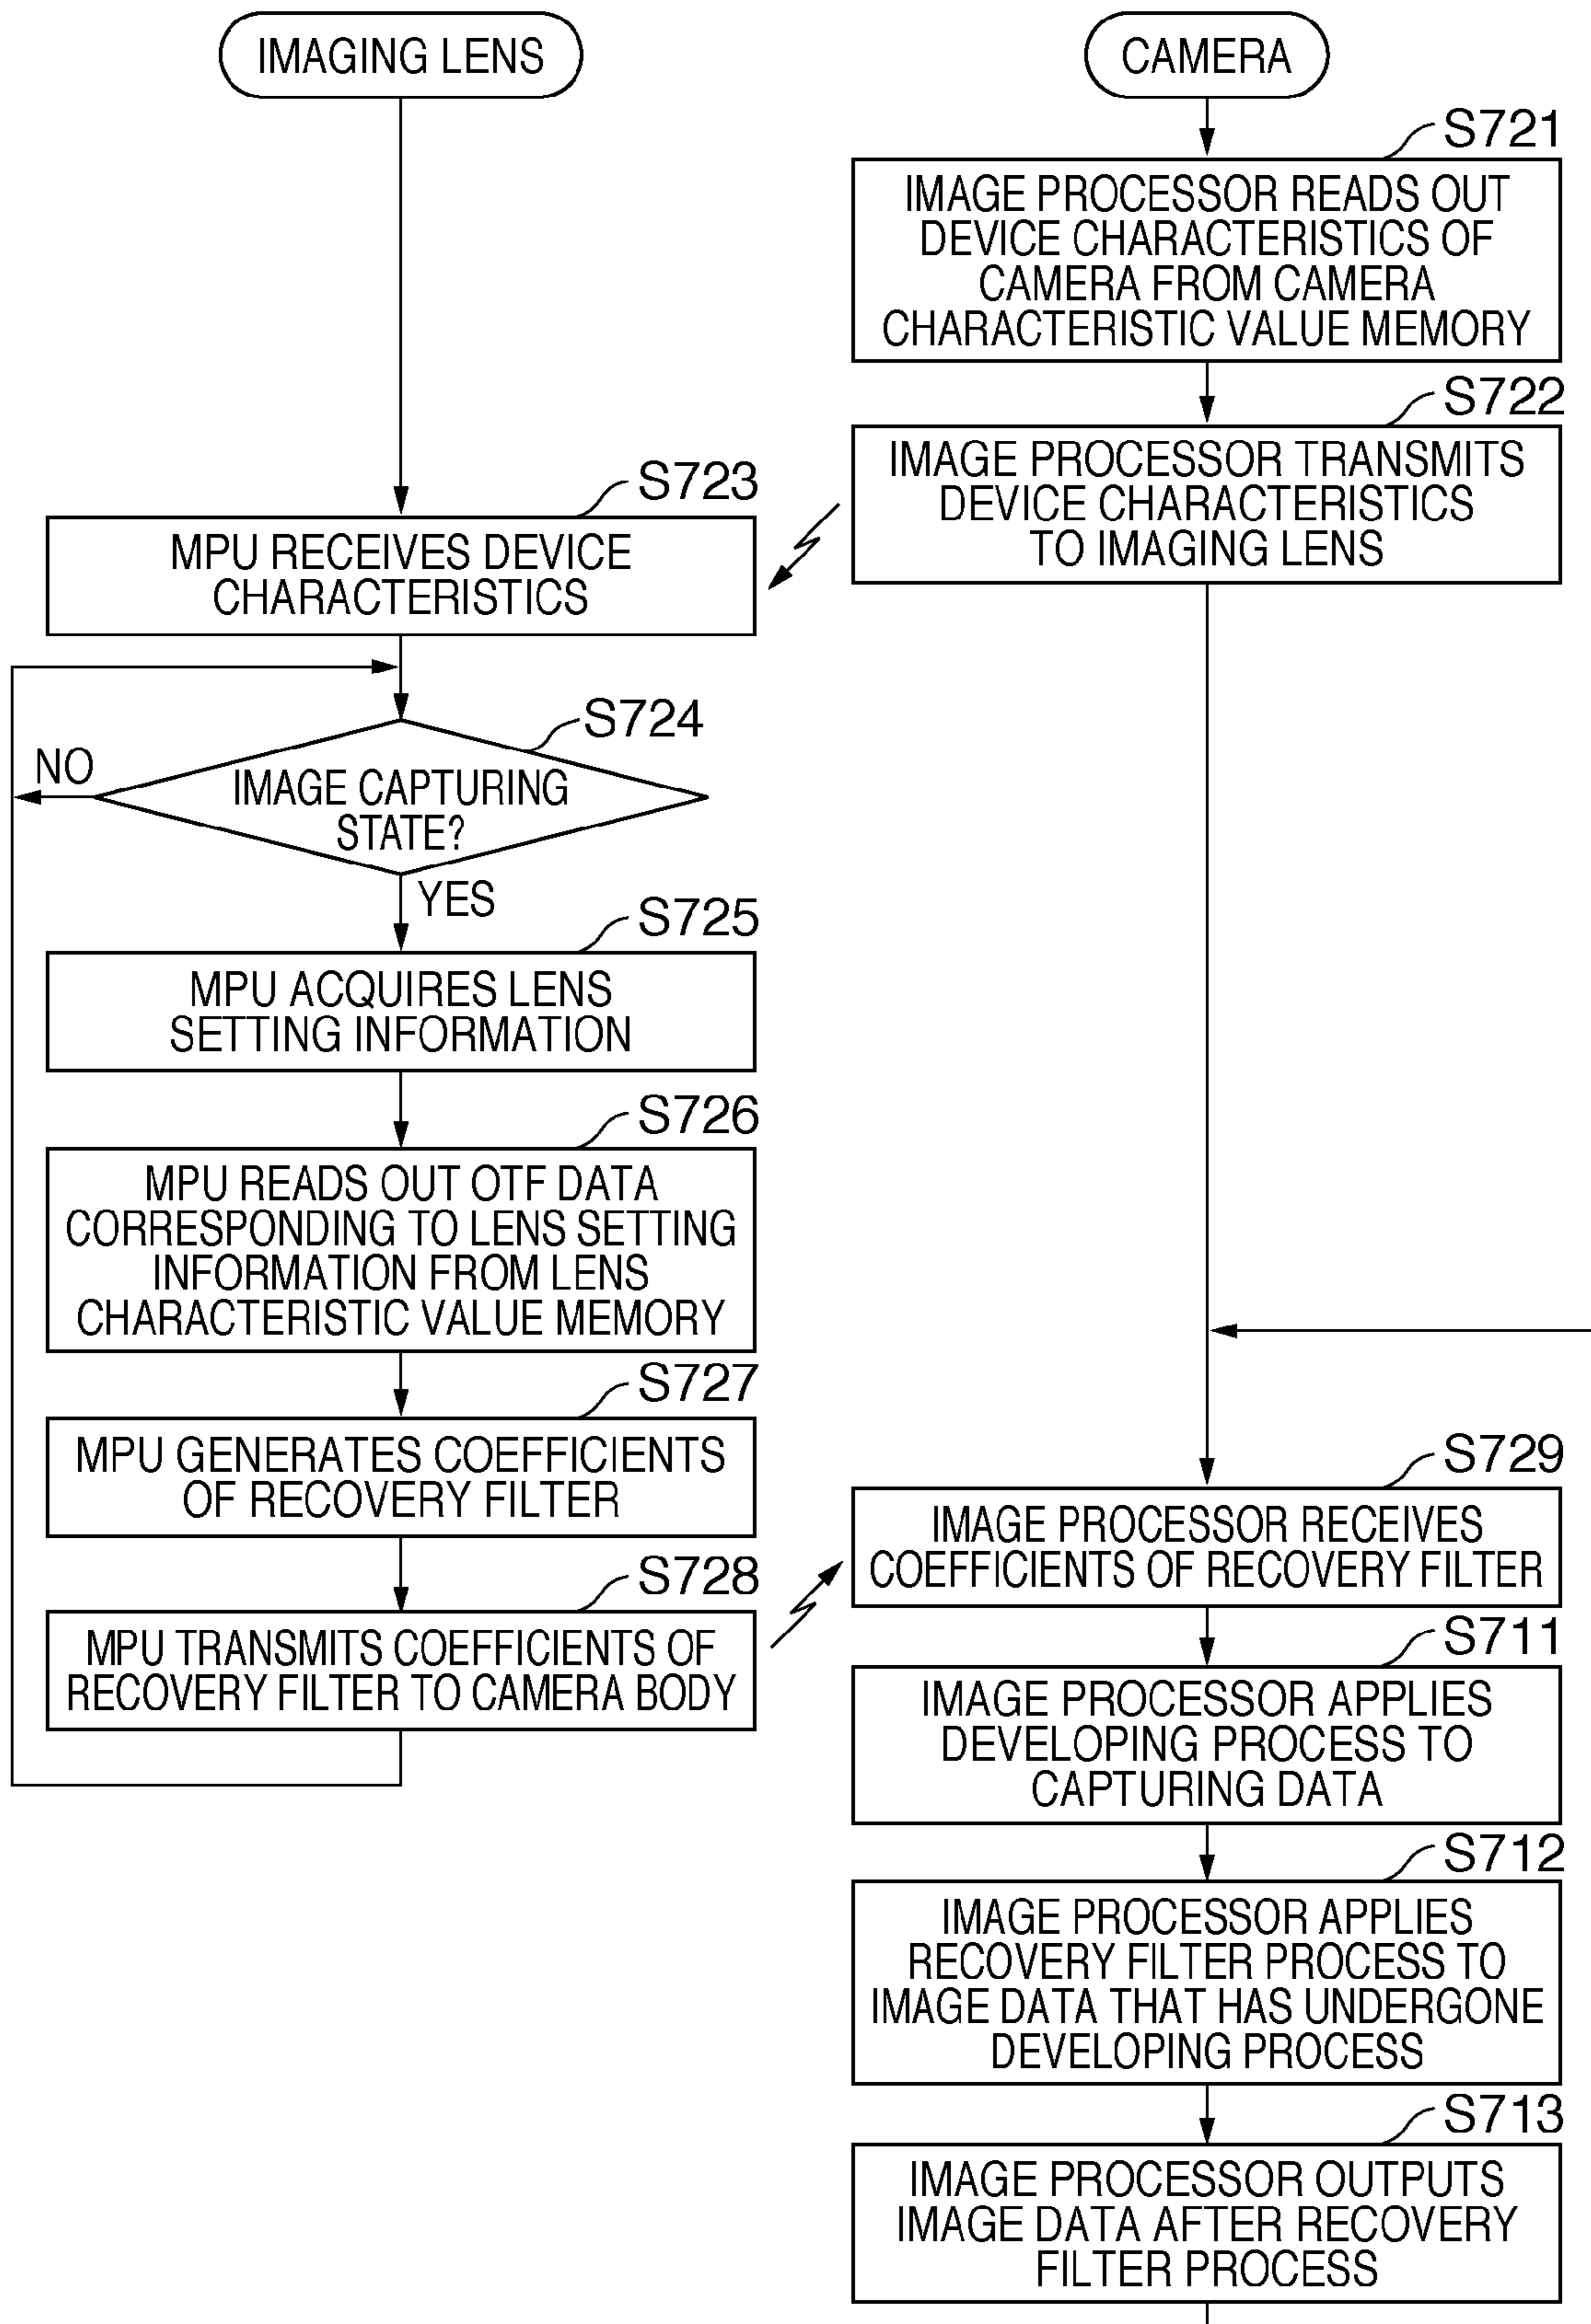 IMAGING LENS
CAMERA
S721
IMAGE PROCESSOR READS OUT
DEVICE CHARACTERISTICS OF
CAMERA FROM CAMERA
CHARACTERISTIC VALUE MEMORY
S722
IMAGE PROCESSOR TRANSMITS
DEVICE CHARACTERISTICS
TO IMAGING LENS
S723
MPU RECEIVES DEVICE
CHARACTERISTICS
S724
IMAGE CAPTURING
STATE?
NO
YES
S725
MPU ACQUIRES LENS
SETTING INFORMATION
S726
MPU READS OUT OTF DATA
CORRESPONDING TO LENS SETTING
INFORMATION FROM LENS
CHARACTERISTIC VALUE MEMORY
S727
MPU GENERATES COEFFICIENTS
OF RECOVERY FILTER
S728
MPU TRANSMITS COEFFICIENTS OF
RECOVERY FILTER TO CAMERA BODY
S729
IMAGE PROCESSOR RECEIVES
COEFFICIENTS OF RECOVERY FILTER
S711
IMAGE PROCESSOR APPLIES
DEVELOPING PROCESS TO
CAPTURING DATA
S712
IMAGE PROCESSOR APPLIES
RECOVERY FILTER PROCESS TO
IMAGE DATA THAT HAS UNDERGONE
DEVELOPING PROCESS
S713
IMAGE PROCESSOR OUTPUTS
IMAGE DATA AFTER RECOVERY
FILTER PROCESS